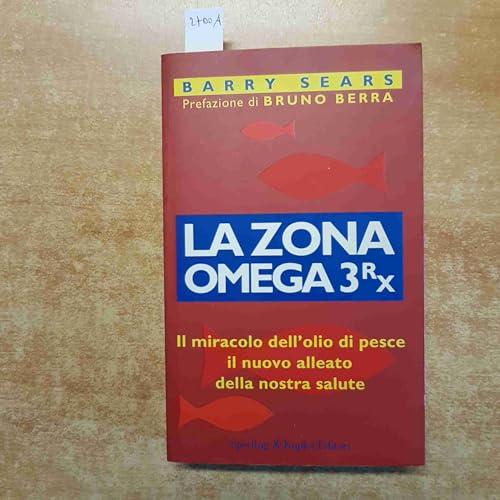 2700A
BARRY SEARS
Prefazione di BRUNO BERRA
LA ZONA
OMEGA 3Rx
Il miracolo dell'olio di pesce
il nuovo alleato
della nostra salute
Sperling & Kupfer Editori